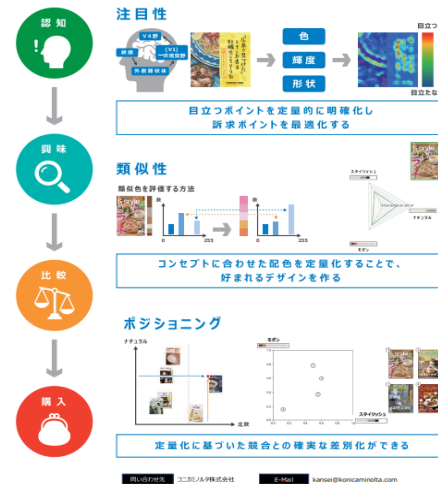 認知
注目性
V4野
[V1]
一次視覚野
網膜
外側膝状体
色
輝度
形状
目立つ
目立たな
目立つポイントを定量的に明確化し
訴求ポイントを最適化する
興味
類似性
類似色を評価する方法
量
量
0
255
0
255
スタイリッシュ
ナチュラル
モダン
コンセプトに合わせた配色を定量化することで、
好まれるデザインを作る
比較
ポジショニング
ナチュラル
比較
モダン
スタイリッシュ
購入
定量化に基づいた競合との確実な差別化ができる
問い合わせ先
コニカミノルタ株式会社
E-Mail
kansei@konicaminolta.com